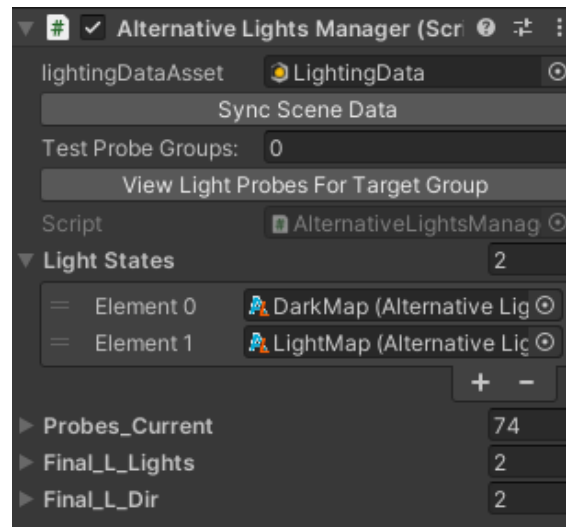 Alternative Lights Manager (Scri
lightingDataAsset LightingData
Sync Scene Data
Test Probe Groups: 0
View Light Probes For Target Group
Script AlternativeLightsManag
Light States 2
Element 0 DarkMap (Alternative Lig
Element 1 LightMap (Alternative Lig
+ -
Probes_Current 74
Final_L_Lights 2
Final_L_Dir 2